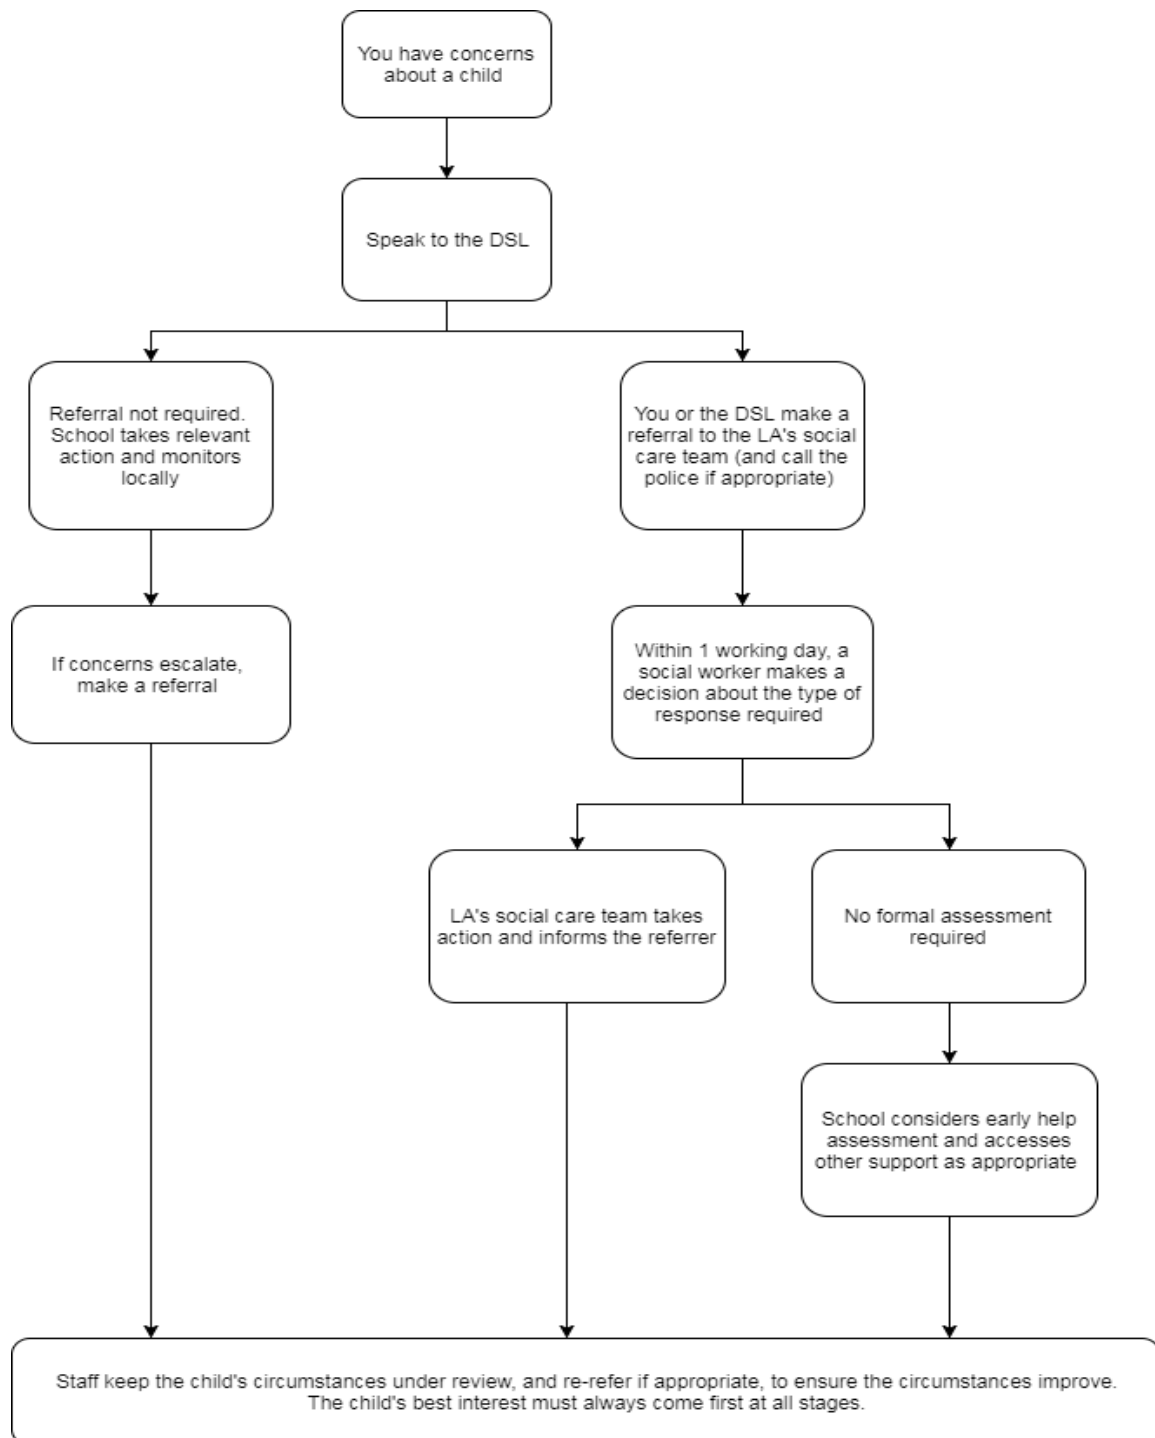 You have concerns
about a child
Speak to the DSL
Referral not required.
School takes relevant
action and monitors
locally
You or the DSL make a
referral to the LA's social
care team (and call the
police if appropriate)
If concerns escalate,
make a referral
Within 1 working day, a
social worker makes a
decision about the type of
response required
LA's social care team takes
action and informs the referrer
No formal assessment
required
School considers early help
assessment and accesses
other support as appropriate
Staff keep the child's circumstances under review, and re-refer if appropriate, to ensure the circumstances improve.
The child's best interest must always come first at all stages.